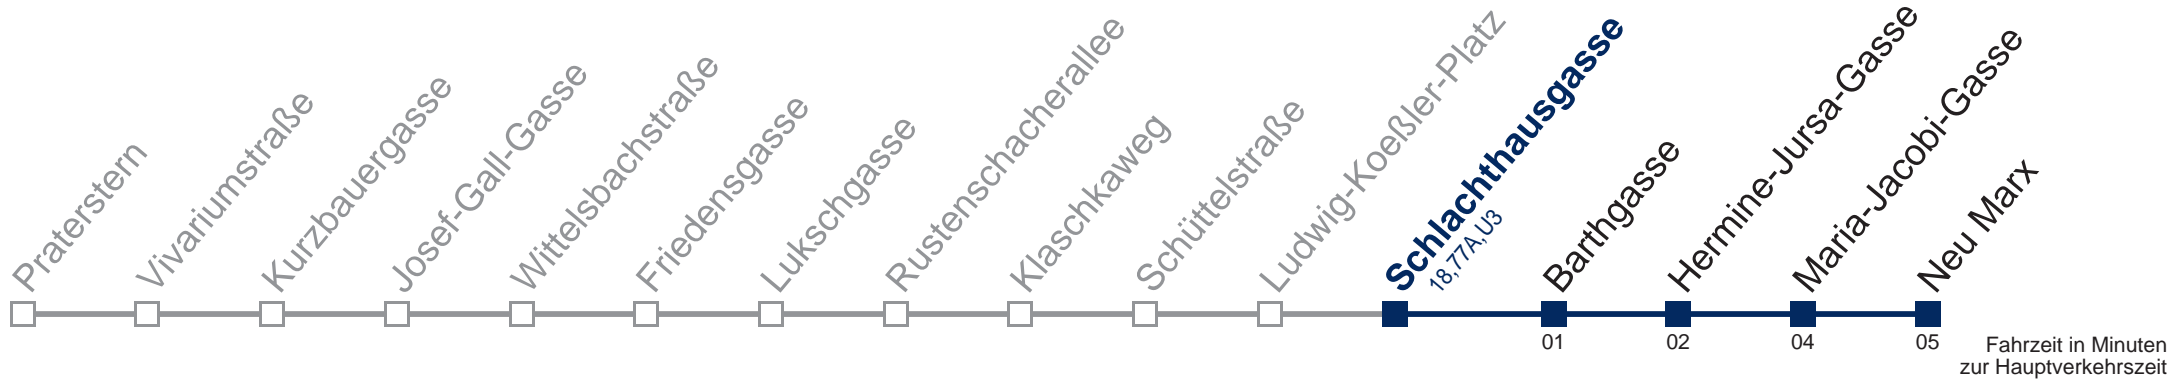 Praterstern
Vivariumstraße
Kurzbauergasse
Josef-Gall-Gasse
Wittelsbachstraße
Friedensgasse
Lukschgasse
Rustenschacherallee
Klaschkaweg
Schüttelstraße
Ludwig-Koeßler-Platz
Schlachthausgasse
18,77A,U3
Barthgasse
Hermine-Jursa-Gasse
Maria-Jacobi-Gasse
Neu Marx
01
02
04
05
Fahrzeit in Minuten
zur Hauptverkehrszeit